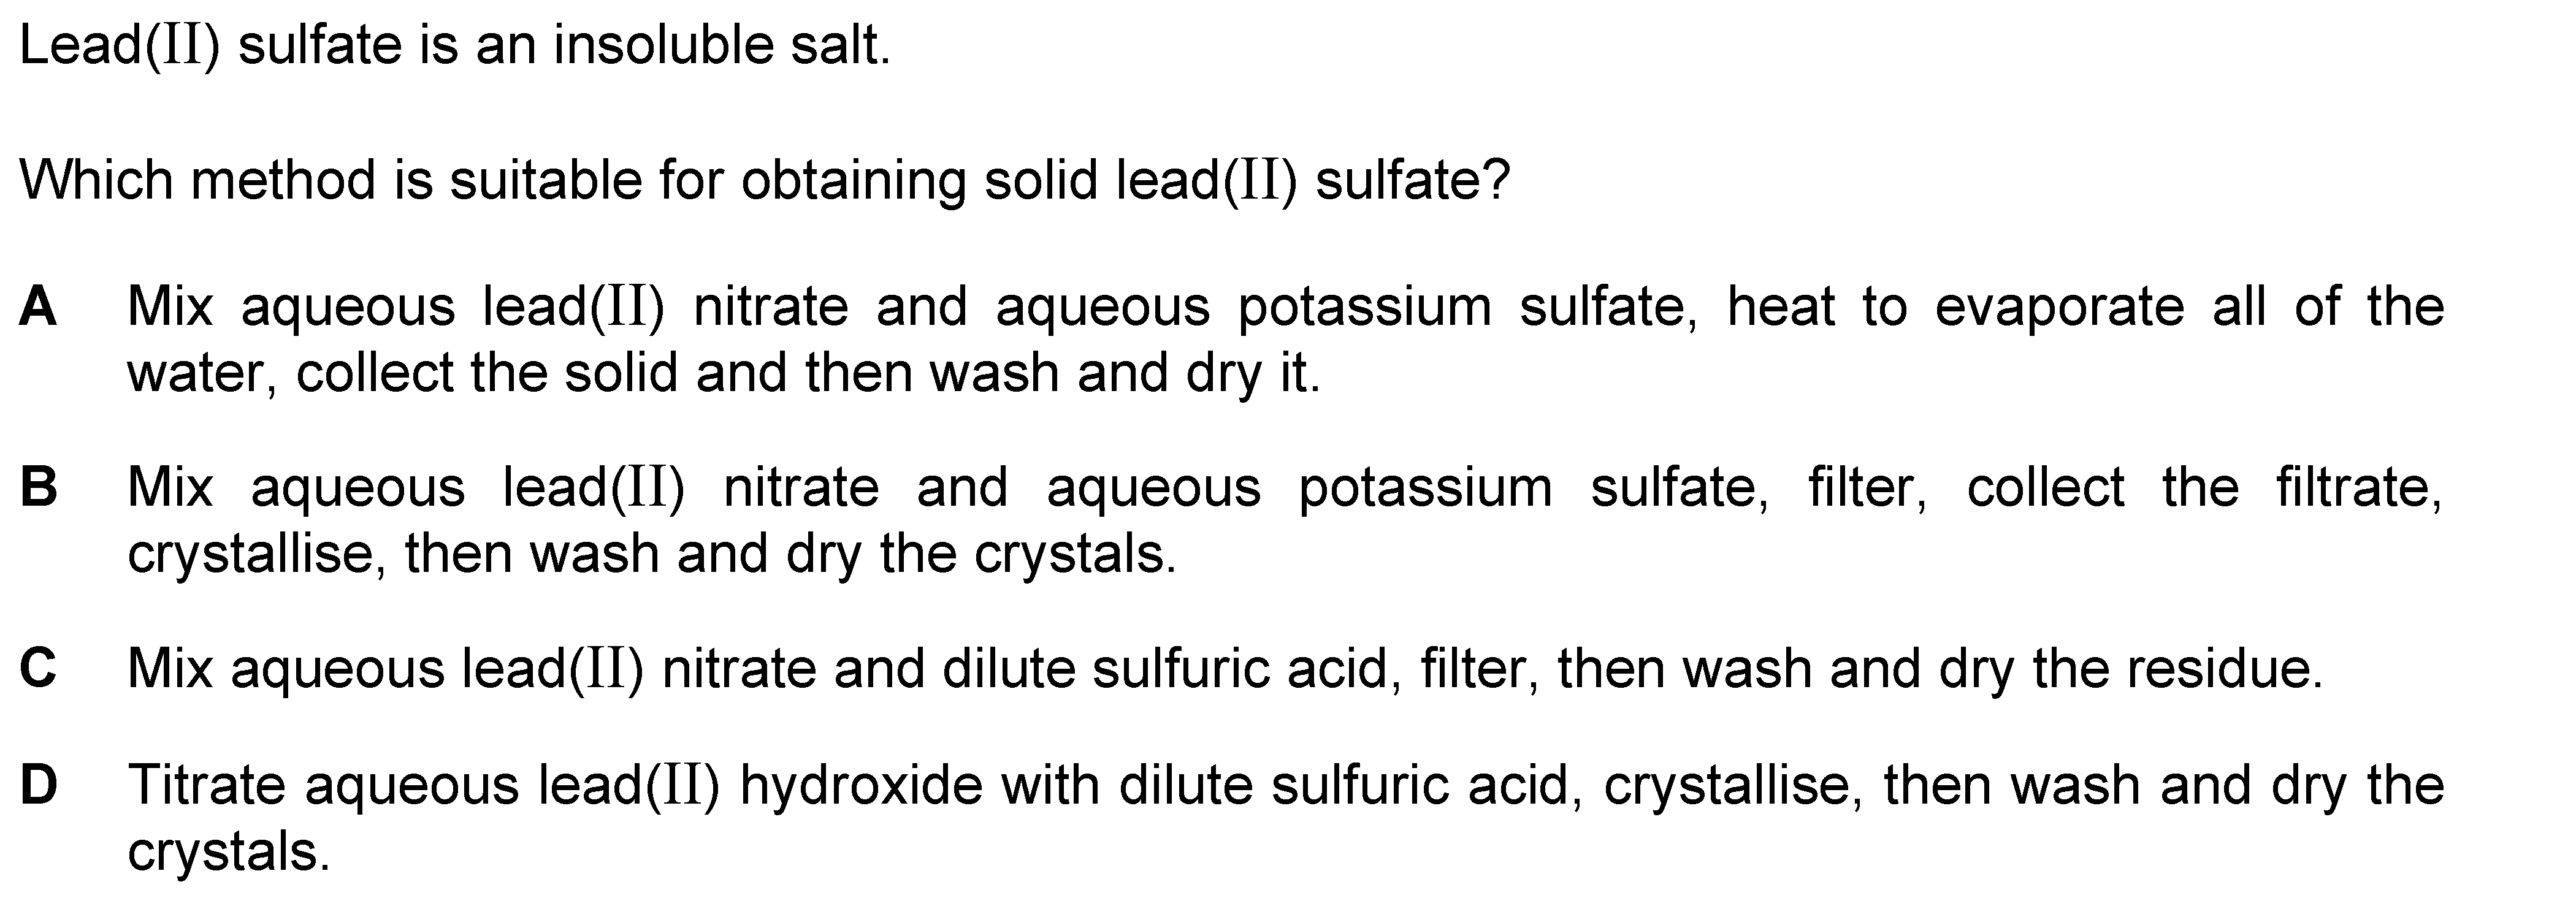 Lead(II) sulfate is an insoluble salt.
Which method is suitable for obtaining solid lead(II) sulfate?
A Mix aqueous lead(II) nitrate and aqueous potassium sulfate, heat to evaporate all of the
water, collect the solid and then wash and dry it.
B Mix aqueous lead(II) nitrate and aqueous potassium sulfate, filter, collect the filtrate,
crystallise, then wash and dry the crystals.
C Mix aqueous lead(II) nitrate and dilute sulfuric acid, filter, then wash and dry the residue.
D Titrate aqueous lead(II) hydroxide with dilute sulfuric acid, crystallise, then wash and dry the
crystals.